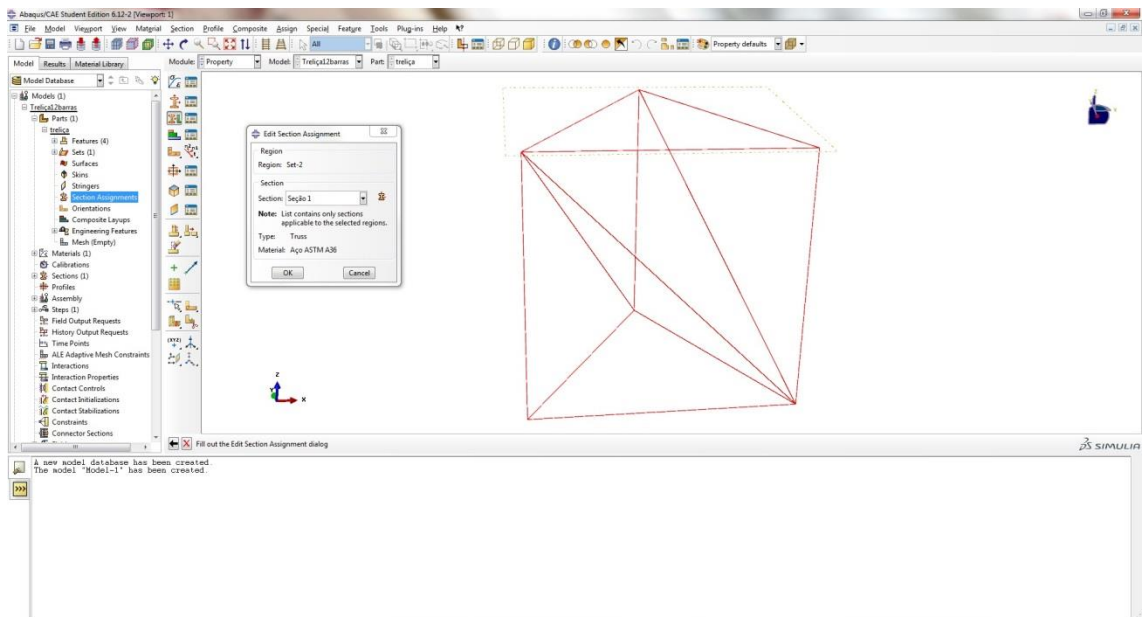 Abaqus/CAE Student Edition 6.12-2 [Viewport: 1]
File Model Viewport View Material Section Profile Composite Assign Special Feature Tools Plug-ins Help
All
Property defaults
Model Results Material Library
Module: Property Model: Treliça12barras Part: treliça
Model Database
Models (1)
Treliça12barras
Parts (1)
treliça
Features (4)
Sets (1)
Surfaces
Skins
Stringers
Section Assignments
Orientations
Composite Layups
Engineering Features
Mesh (Empty)
Materials (1)
Calibrations
Sections (1)
Profiles
Assembly
Steps (1)
Field Output Requests
History Output Requests
Time Points
ALE Adaptive Mesh Constraints
Interactions
Interaction Properties
Contact Controls
Contact Initializations
Contact Stabilizations
Constraints
Connector Sections
Edit Section Assignment
Region
Region: Set-2
Section
Section: Seção 1
Note: List contains only sections
applicable to the selected regions.
Type: Truss
Material: Aço ASTM A36
OK Cancel
Z
Y
X
Fill out the Edit Section Assignment dialog
SIMULIA
A new model database has been created.
The model "Model-1" has been created.
>>>